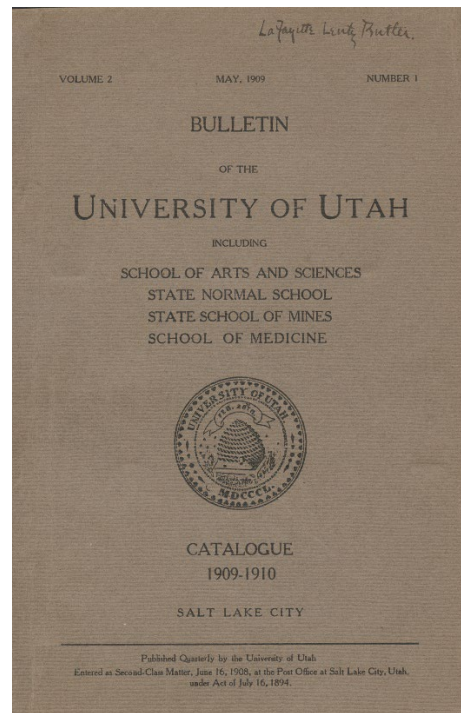 LaFayette Lentz Butler.
VOLUME 2 MAY, 1909 NUMBER 1
BULLETIN
OF THE
UNIVERSITY OF UTAH
INCLUDING
SCHOOL OF ARTS AND SCIENCES
STATE NORMAL SCHOOL
STATE SCHOOL OF MINES
SCHOOL OF MEDICINE
UNIVERSITY OF UTAH
MDCCCL.
CATALOGUE
1909-1910
SALT LAKE CITY
Published Quarterly by the University of Utah
Entered as Second-Class Matter, June 16, 1908, at the Post Office at Salt Lake City, Utah,
under Act of July 16, 1894.